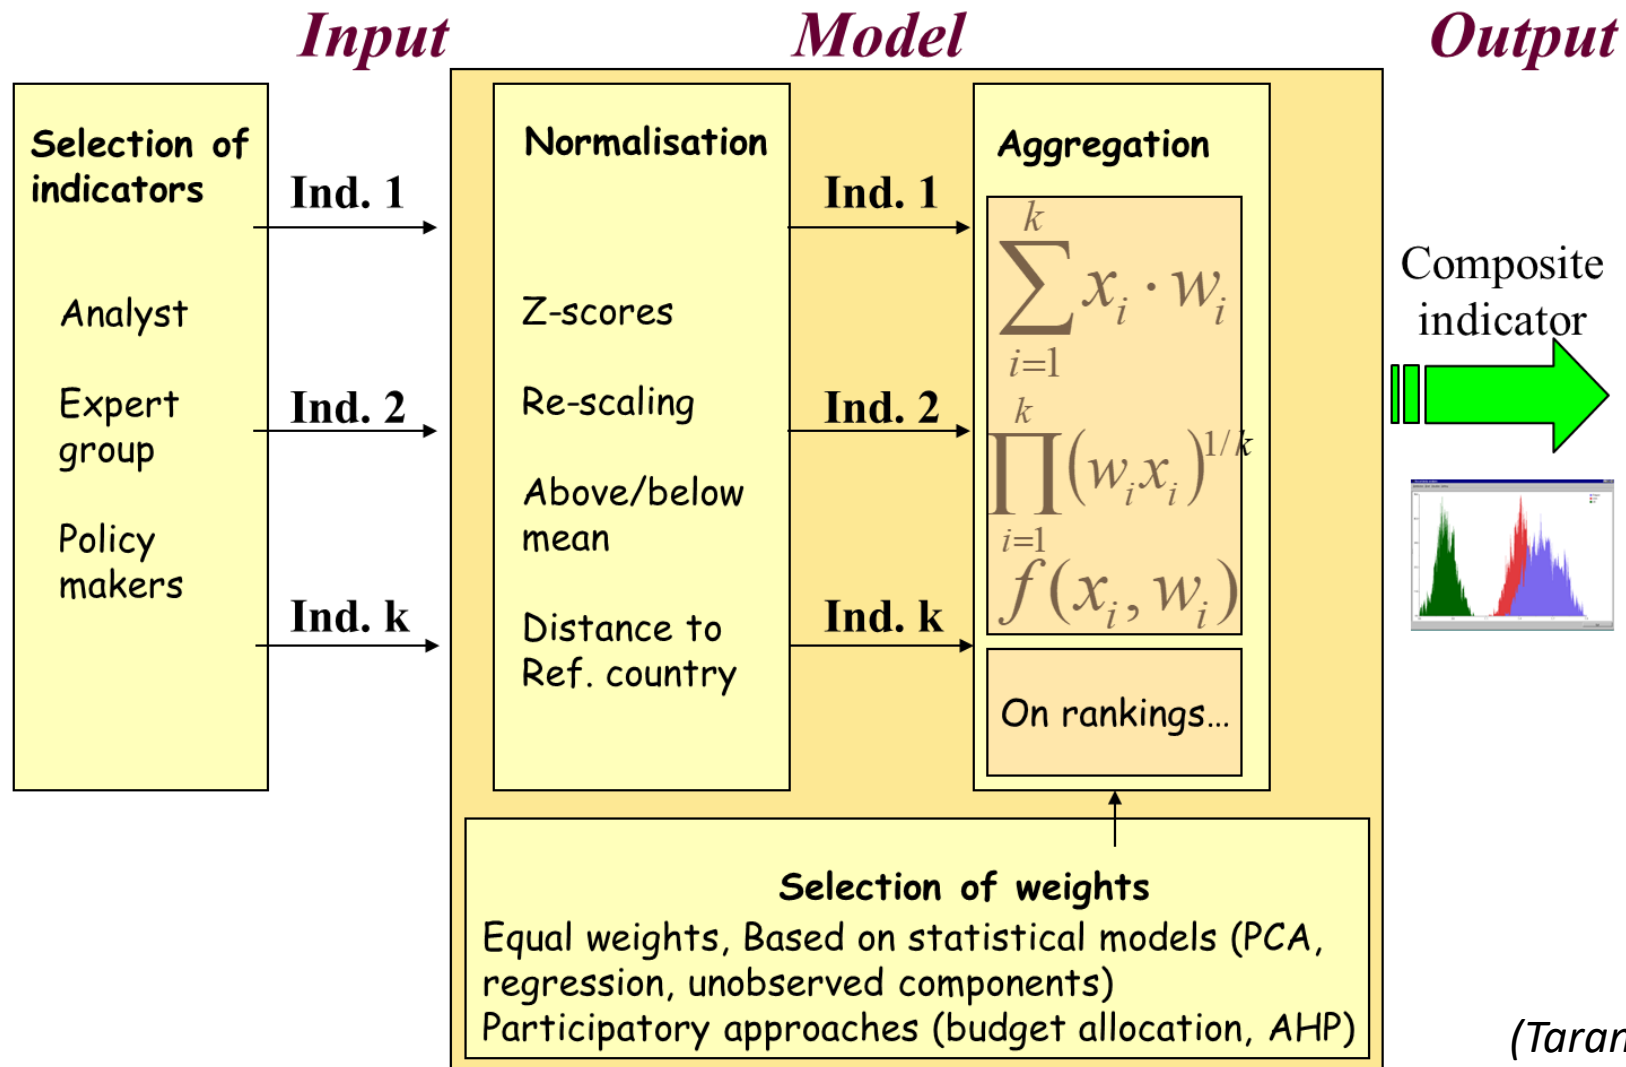 Input
Model
Output
Selection of
indicators
Analyst
Expert
group
Policy
makers
Ind. 1
Ind. 2
Ind. k
Normalisation
Z-scores
Re-scaling
Above/below
mean
Distance to
Ref. country
Ind. 1
Ind. 2
Ind. k
Aggregation
k
∑ xᵢ · wᵢ
i=1
k
∏ (wᵢxᵢ)^1/k
i=1
f(xᵢ, wᵢ)
On rankings…
Selection of weights
Equal weights, Based on statistical models (PCA,
regression, unobserved components)
Participatory approaches (budget allocation, AHP)
Composite
indicator
(Taran